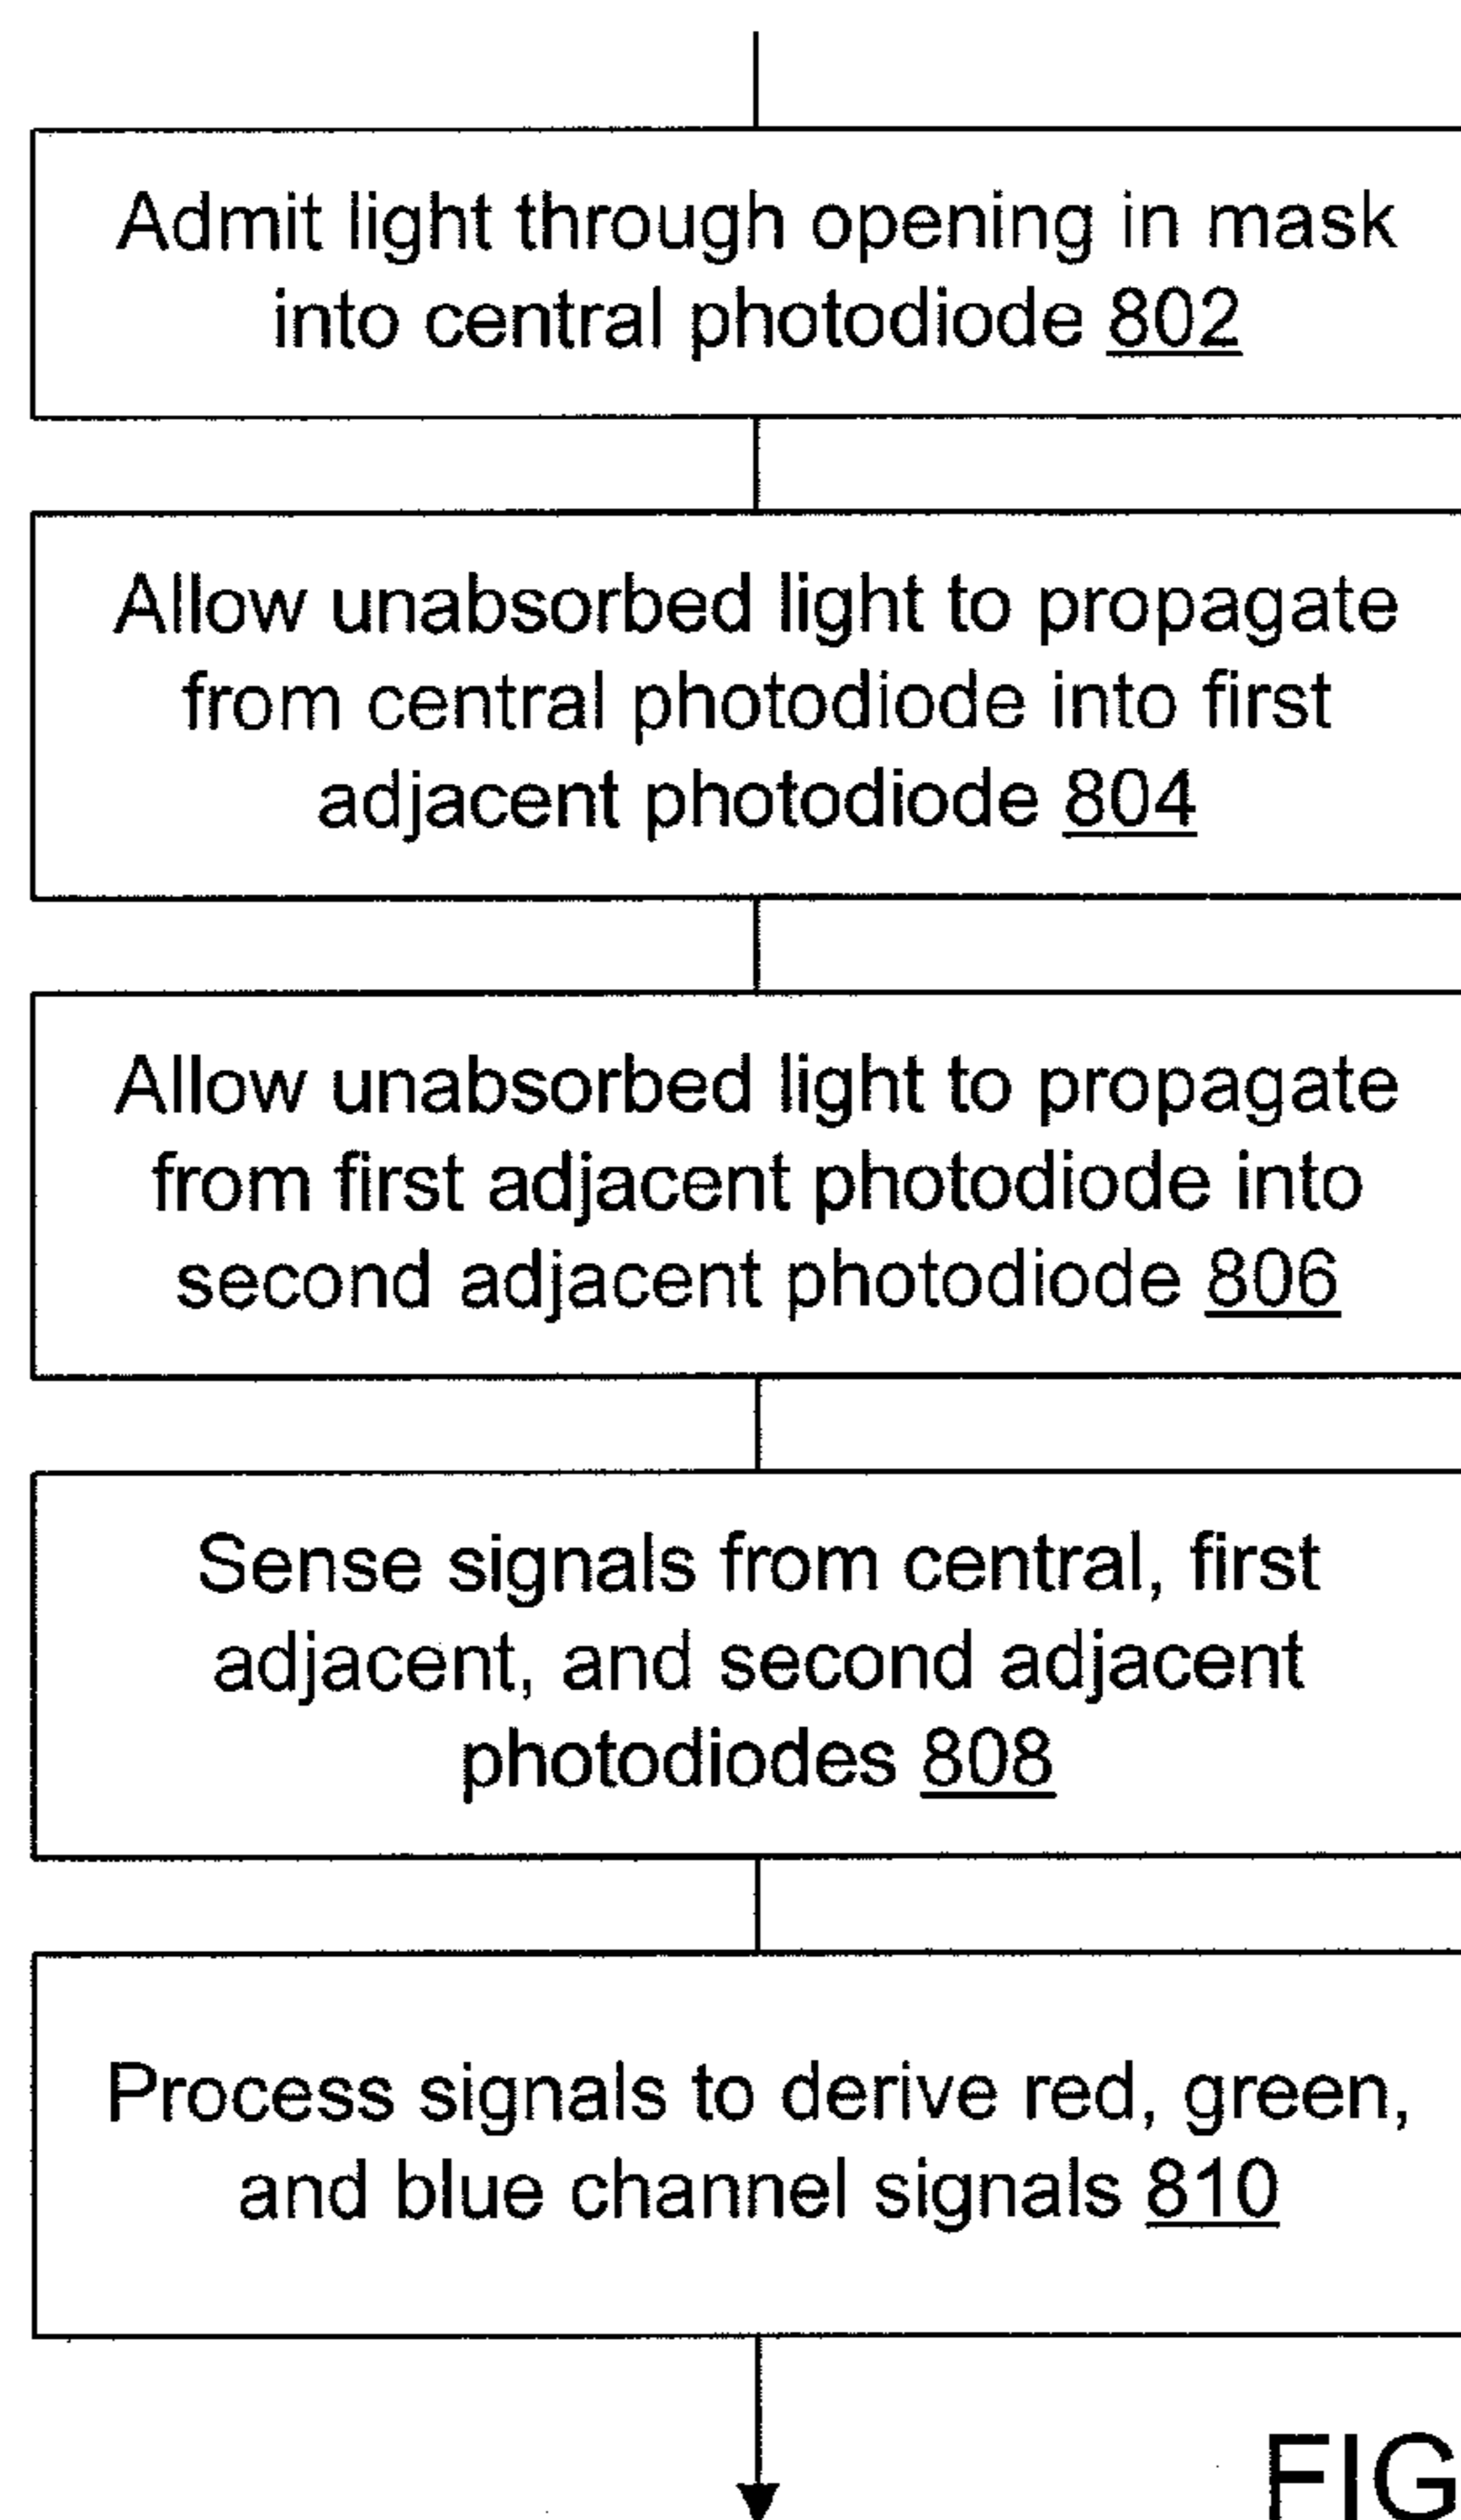 Admit light through opening in mask
into central photodiode 802
Allow unabsorbed light to propagate
from central photodiode into first
adjacent photodiode 804
Allow unabsorbed light to propagate
from first adjacent photodiode into
second adjacent photodiode 806
Sense signals from central, first
adjacent, and second adjacent
photodiodes 808
Process signals to derive red, green,
and blue channel signals 810
FIG